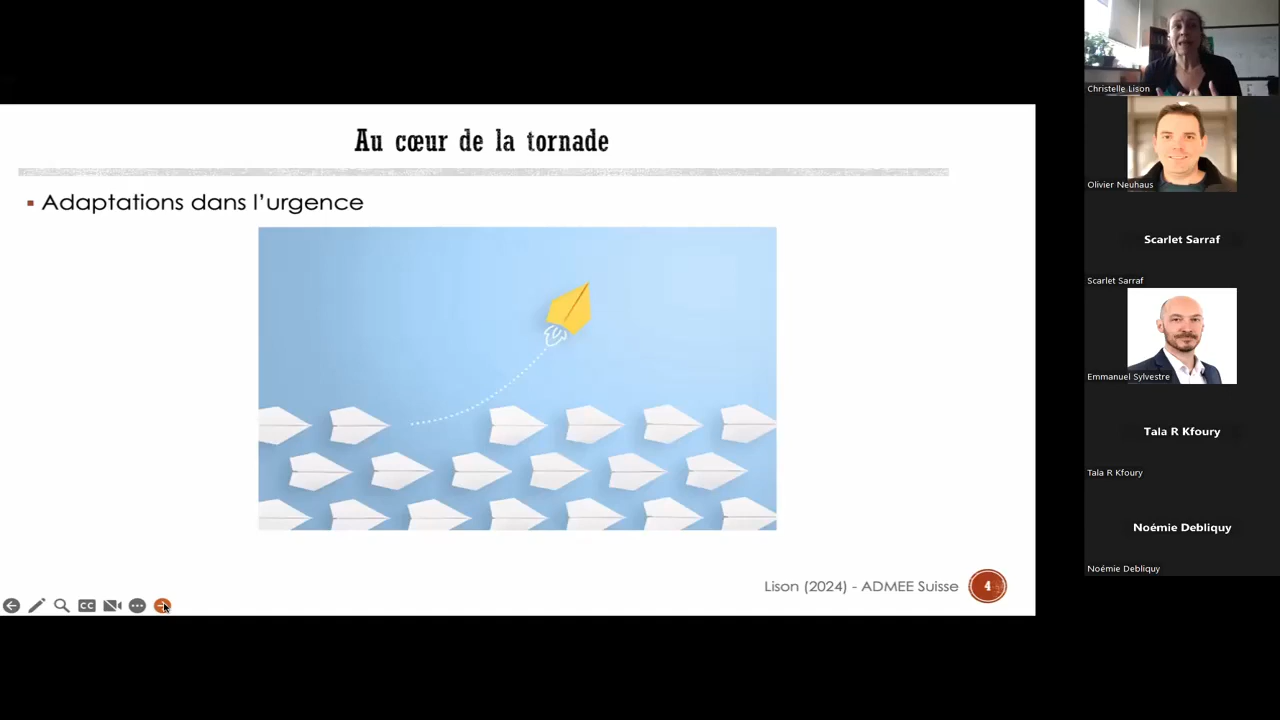 Au cœur de la tornade
Adaptations dans l'urgence
Lison (2024) - ADMEE Suisse
4
CC
Christelle Lison
Olivier Neuhaus
Scarlet Sarraf
Scarlet Sarraf
Emmanuel Sylvestre
Tala R Kfoury
Tala R Kfoury
Noémie Debliquy
Noémie Debliquy